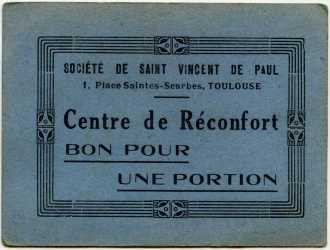 SOCIÉTÉ DE SAINT VINCENT DE PAUL
1, Place Saintes-Scarbes, TOULOUSE
Centre de Réconfort
BON POUR
UNE PORTION